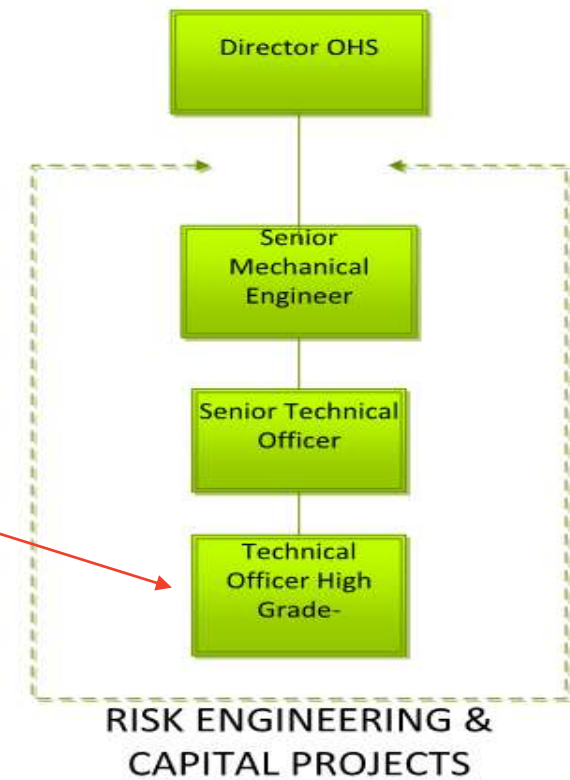 Director OHS
Senior
Mechanical
Engineer
Senior Technical
Officer
Technical
Officer High
Grade-
RISK ENGINEERING &
CAPITAL PROJECTS